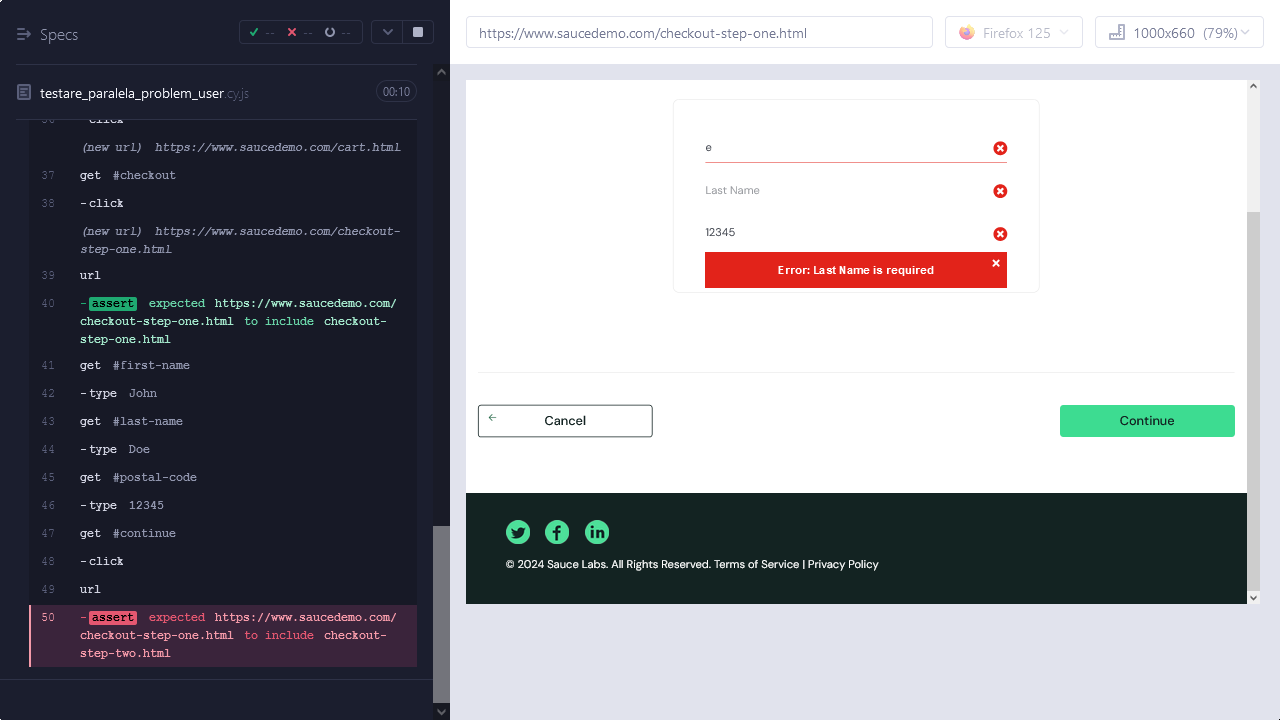 Specs
--
--
--
testare_paralela_problem_user.cy.js
00:10
36 -click
(new url) https://www.saucedemo.com/cart.html
37 get #checkout
38 -click
(new url) https://www.saucedemo.com/checkout-
step-one.html
39 url
40 -assert expected https://www.saucedemo.com/
checkout-step-one.html to include checkout-
step-one.html
41 get #first-name
42 -type John
43 get #last-name
44 -type Doe
45 get #postal-code
46 -type 12345
47 get #continue
48 -click
49 url
50 -assert expected https://www.saucedemo.com/
checkout-step-one.html to include checkout-
step-two.html
https://www.saucedemo.com/checkout-step-one.html
Firefox 125
1000x660 (79%)
e
Last Name
12345
Error: Last Name is required
Cancel
Continue
© 2024 Sauce Labs. All Rights Reserved. Terms of Service | Privacy Policy